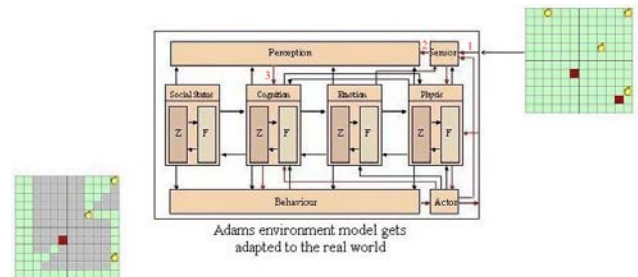 Perception
2
Sensor
1
3
Social Status
Cognition
Emotion
Physis
Z
F
Z
F
Z
F
Z
F
Behaviour
Actor
Adams environment model gets
adapted to the real world